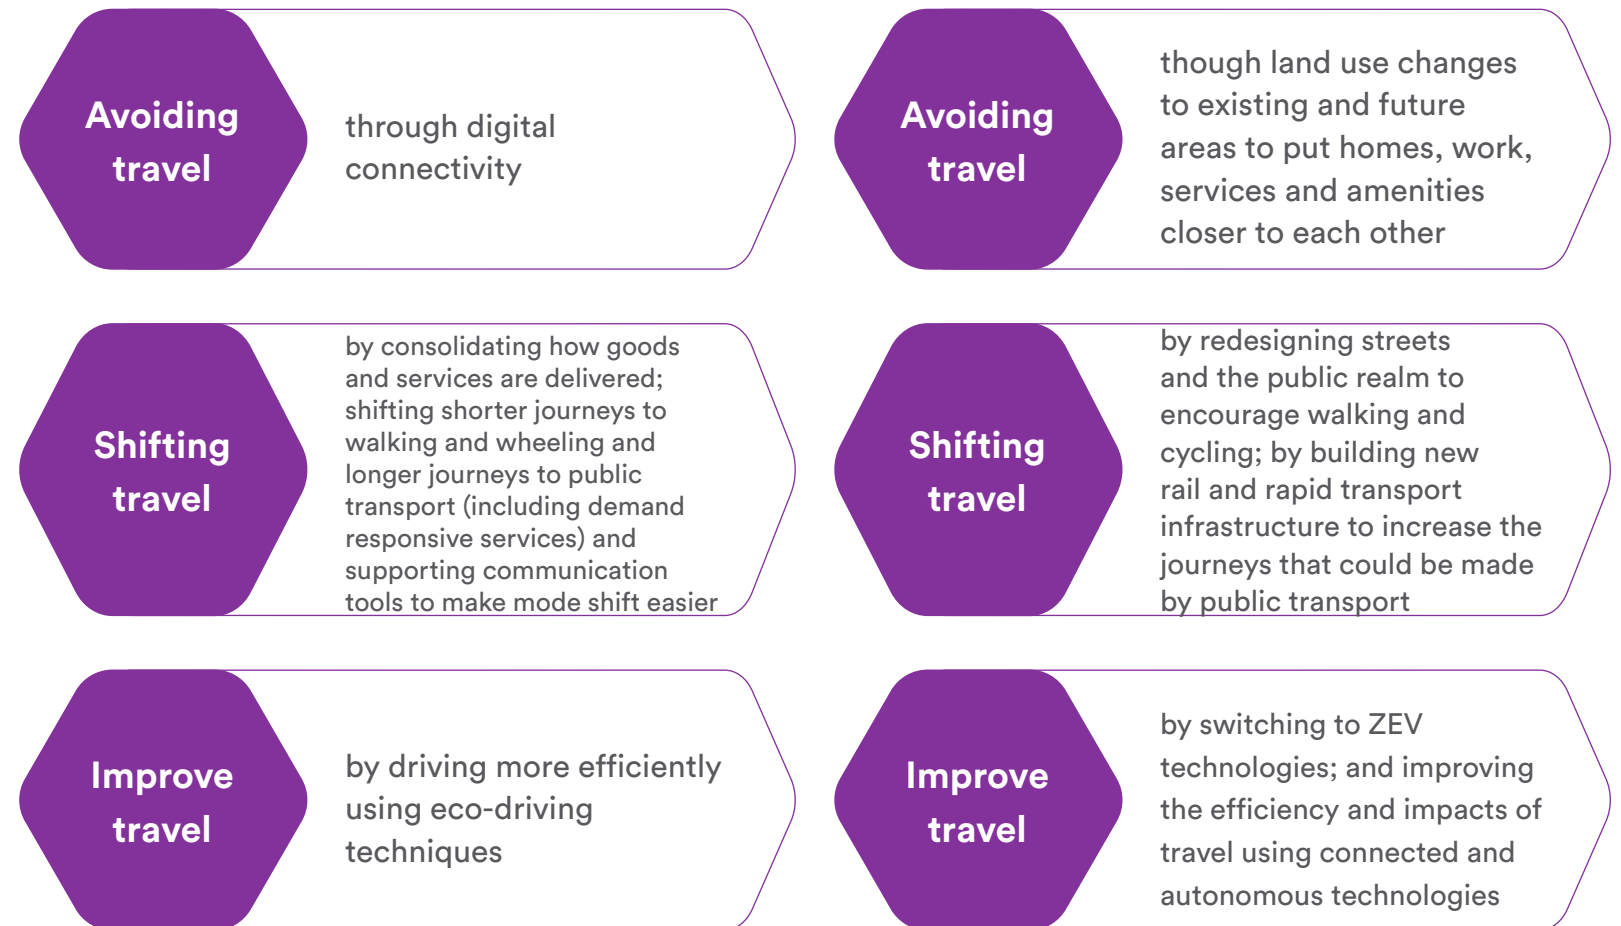 Avoiding
travel
through digital
connectivity
Avoiding
travel
though land use changes
to existing and future
areas to put homes, work,
services and amenities
closer to each other
Shifting
travel
by consolidating how goods
and services are delivered;
shifting shorter journeys to
walking and wheeling and
longer journeys to public
transport (including demand
responsive services) and
supporting communication
tools to make mode shift easier
Shifting
travel
by redesigning streets
and the public realm to
encourage walking and
cycling; by building new
rail and rapid transport
infrastructure to increase the
journeys that could be made
by public transport
Improve
travel
by driving more efficiently
using eco-driving
techniques
Improve
travel
by switching to ZEV
technologies; and improving
the efficiency and impacts of
travel using connected and
autonomous technologies